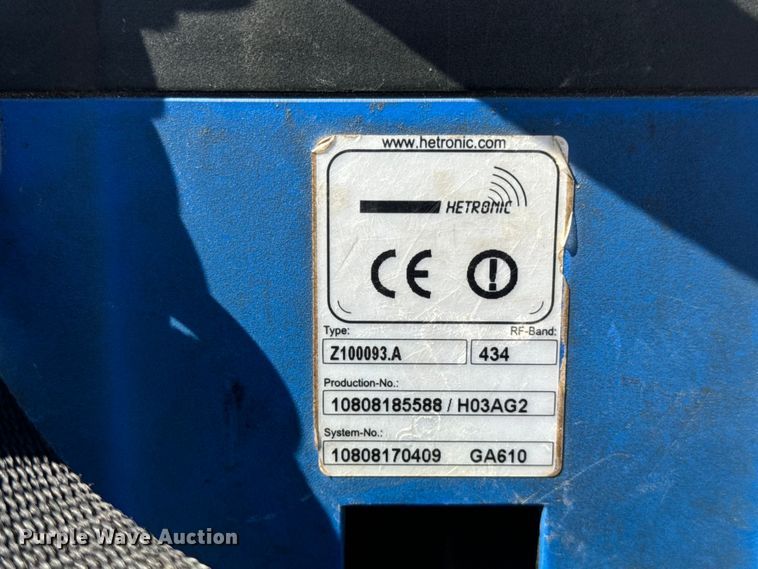 www.hetronic.com
HETRONIC
CE
Type: RF-Band:
Z100093.A 434
Production-No.:
10808185588 / H03AG2
System-No.:
10808170409 GA610
Purple Wave Auction